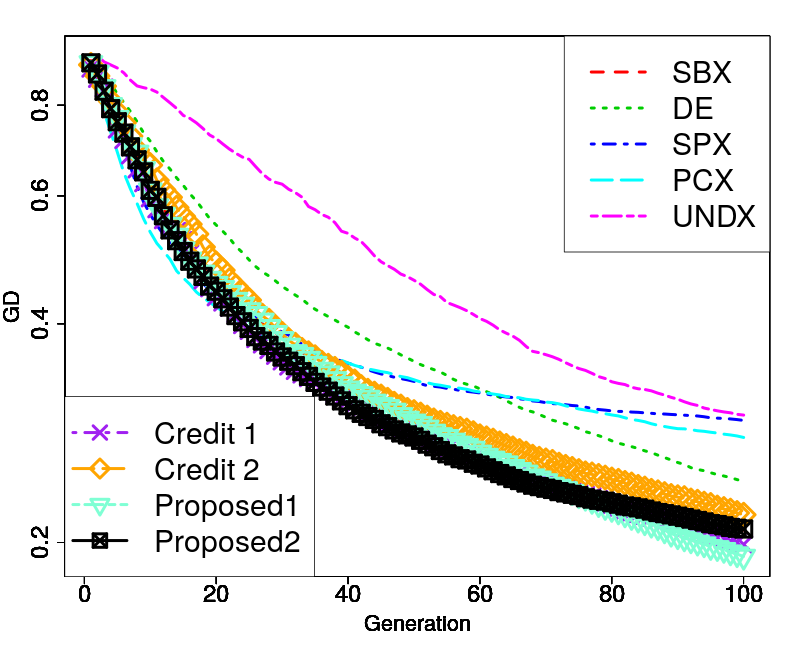 SBX
DE
SPX
PCX
UNDX
0.8
0.6
0.4
0.2
GD
Credit 1
Credit 2
Proposed1
Proposed2
0 20 40 60 80 100
Generation